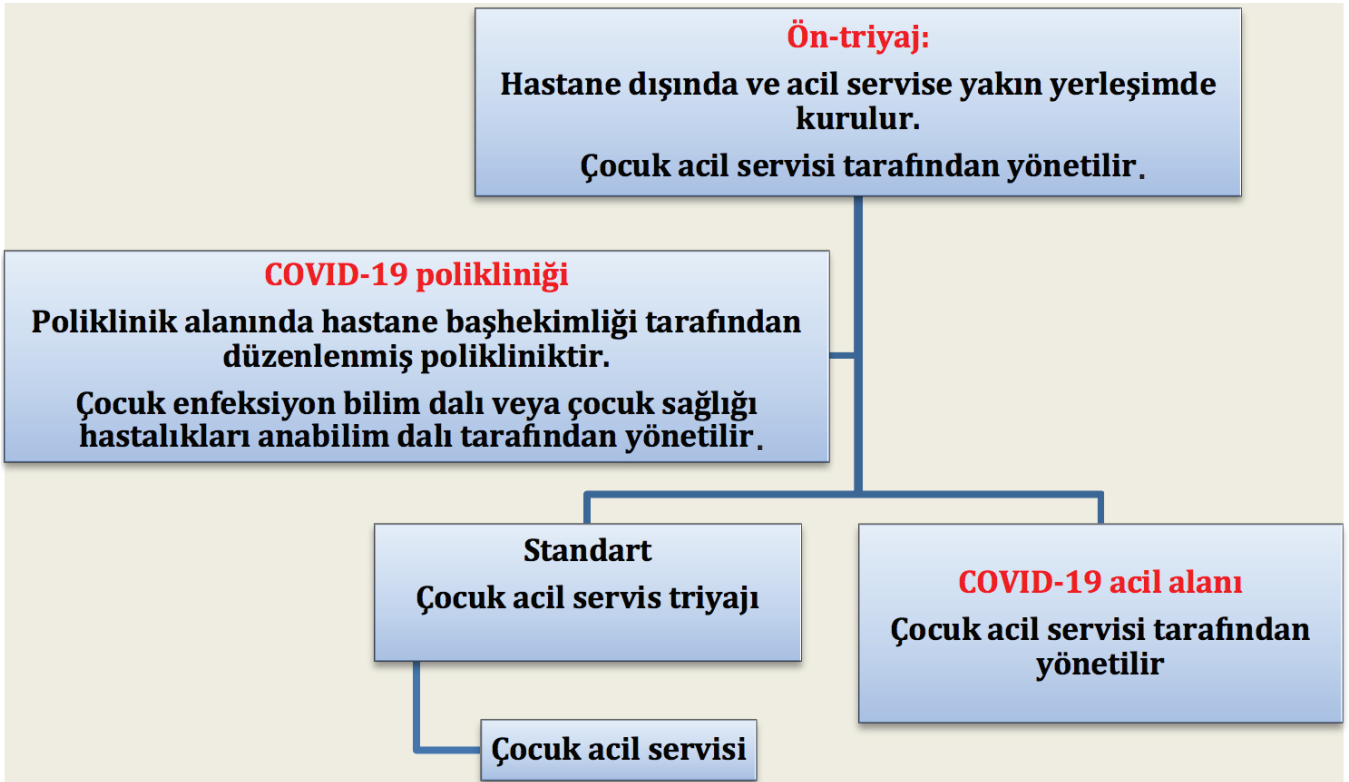 Ön-triyaj:
Hastane dışında ve acil servise yakın yerleşimde
kurulur.
Çocuk acil servisi tarafından yönetilir.
COVID-19 polikliniği
Poliklinik alanında hastane başhekimliği tarafından
düzenlenmiş polikliniktir.
Çocuk enfeksiyon bilim dalı veya çocuk sağlığı
hastalıkları anabilim dalı tarafından yönetilir.
Standart
Çocuk acil servis triyajı
COVID-19 acil alanı
Çocuk acil servisi tarafından
yönetilir
Çocuk acil servisi